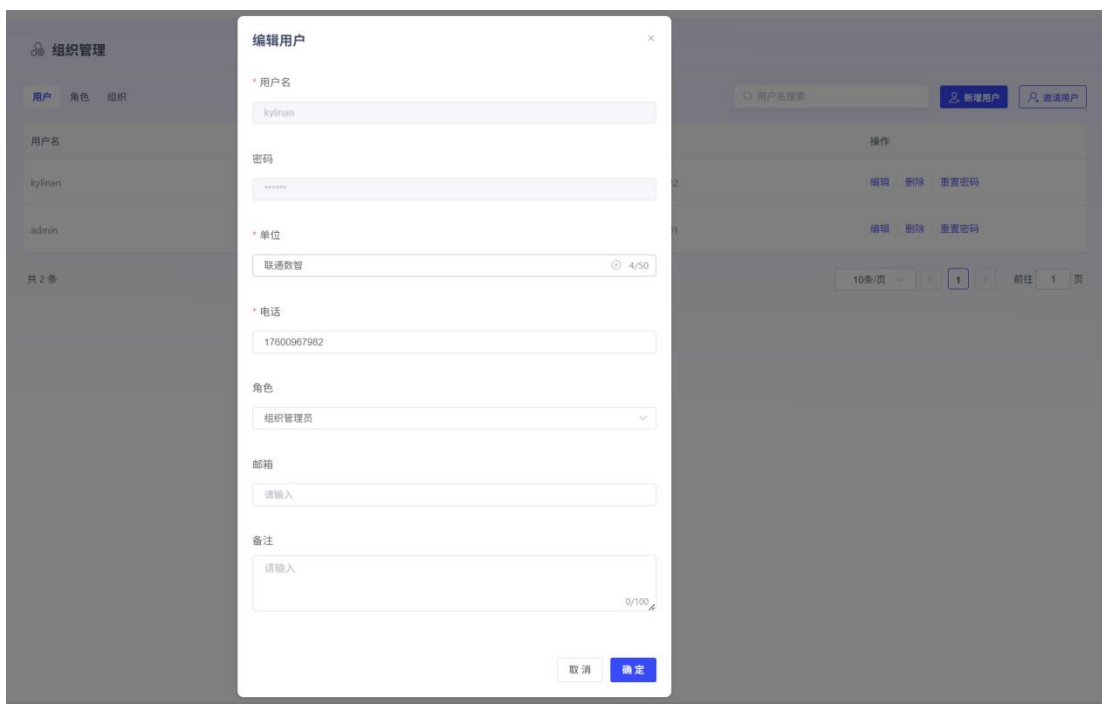 组织管理
用户 角色 组织
用户名搜索
新增用户
邀请用户
用户名
操作
kylinan
22
编辑 删除 重置密码
admin
01
编辑 删除 重置密码
共 2 条
10条/页
1
前往 1 页
编辑用户
* 用户名
kylinan
密码
******
* 单位
联通数智
4/50
* 电话
17600967982
角色
组织管理员
邮箱
请输入
备注
请输入
0/100
取消
确定